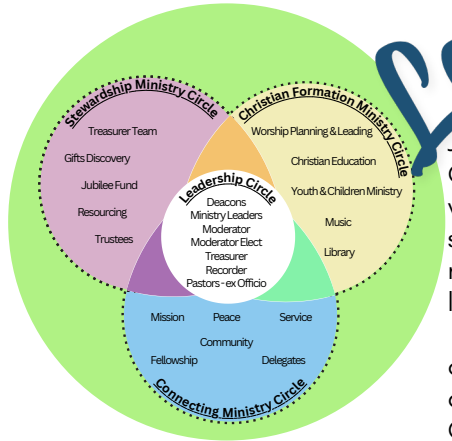 Stewardship Ministry Circle
Treasurer Team
Gifts Discovery
Jubilee Fund
Resourcing
Trustees
Christian Formation Ministry Circle
Worship Planning & Leading
Christian Education
Youth & Children Ministry
Music
Library
Leadership Circle
Deacons
Ministry Leaders
Moderator
Moderator Elect
Treasurer
Recorder
Pastors - ex Officio
Mission Peace Service
Community
Fellowship Delegates
Connecting Ministry Circle